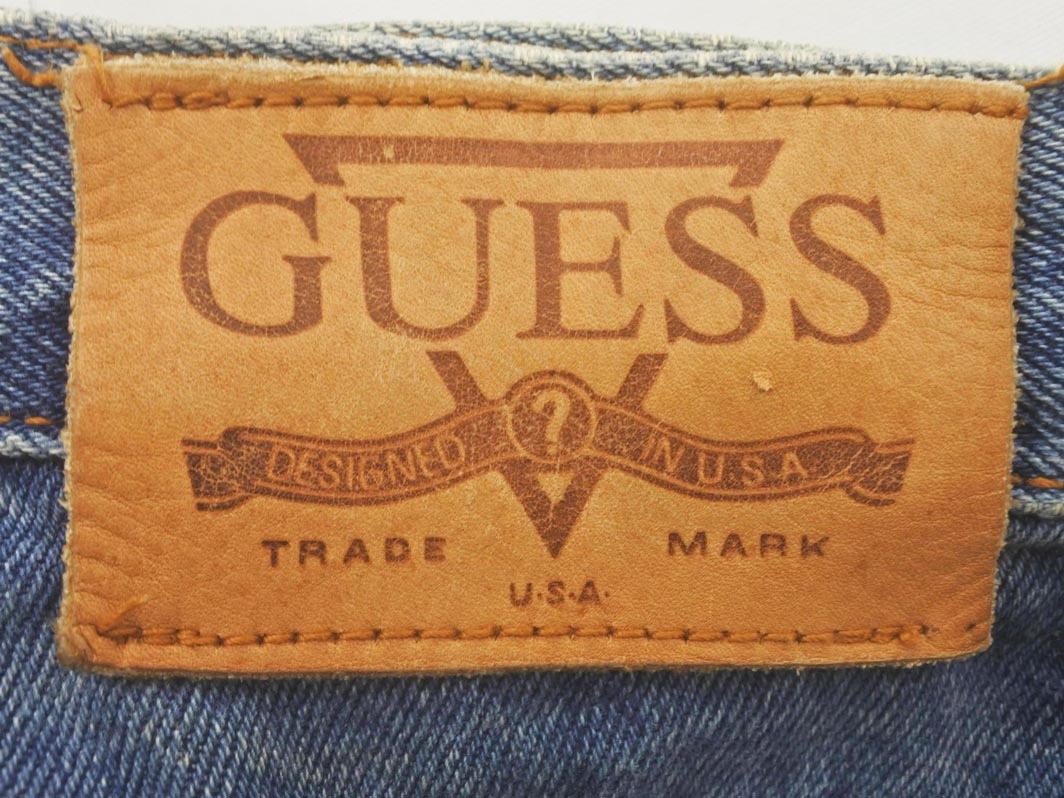 GUESS
?
DESIGNED IN U.S.A.
TRADE MARK
U.S.A.